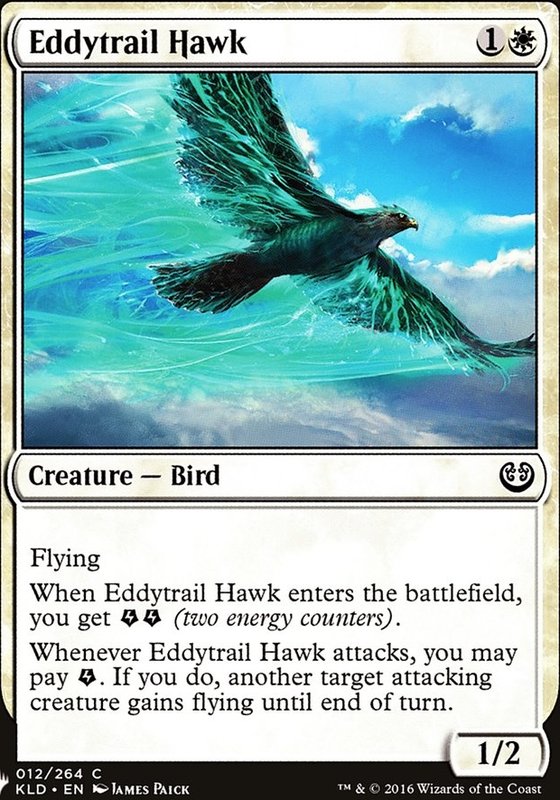 Eddytrail Hawk
1
Creature — Bird
Flying
When Eddytrail Hawk enters the battlefield,
you get (two energy counters).
Whenever Eddytrail Hawk attacks, you may
pay . If you do, another target attacking
creature gains flying until end of turn.
1/2
012/264 C
KLD • EN James Paick
™ & © 2016 Wizards of the Coast